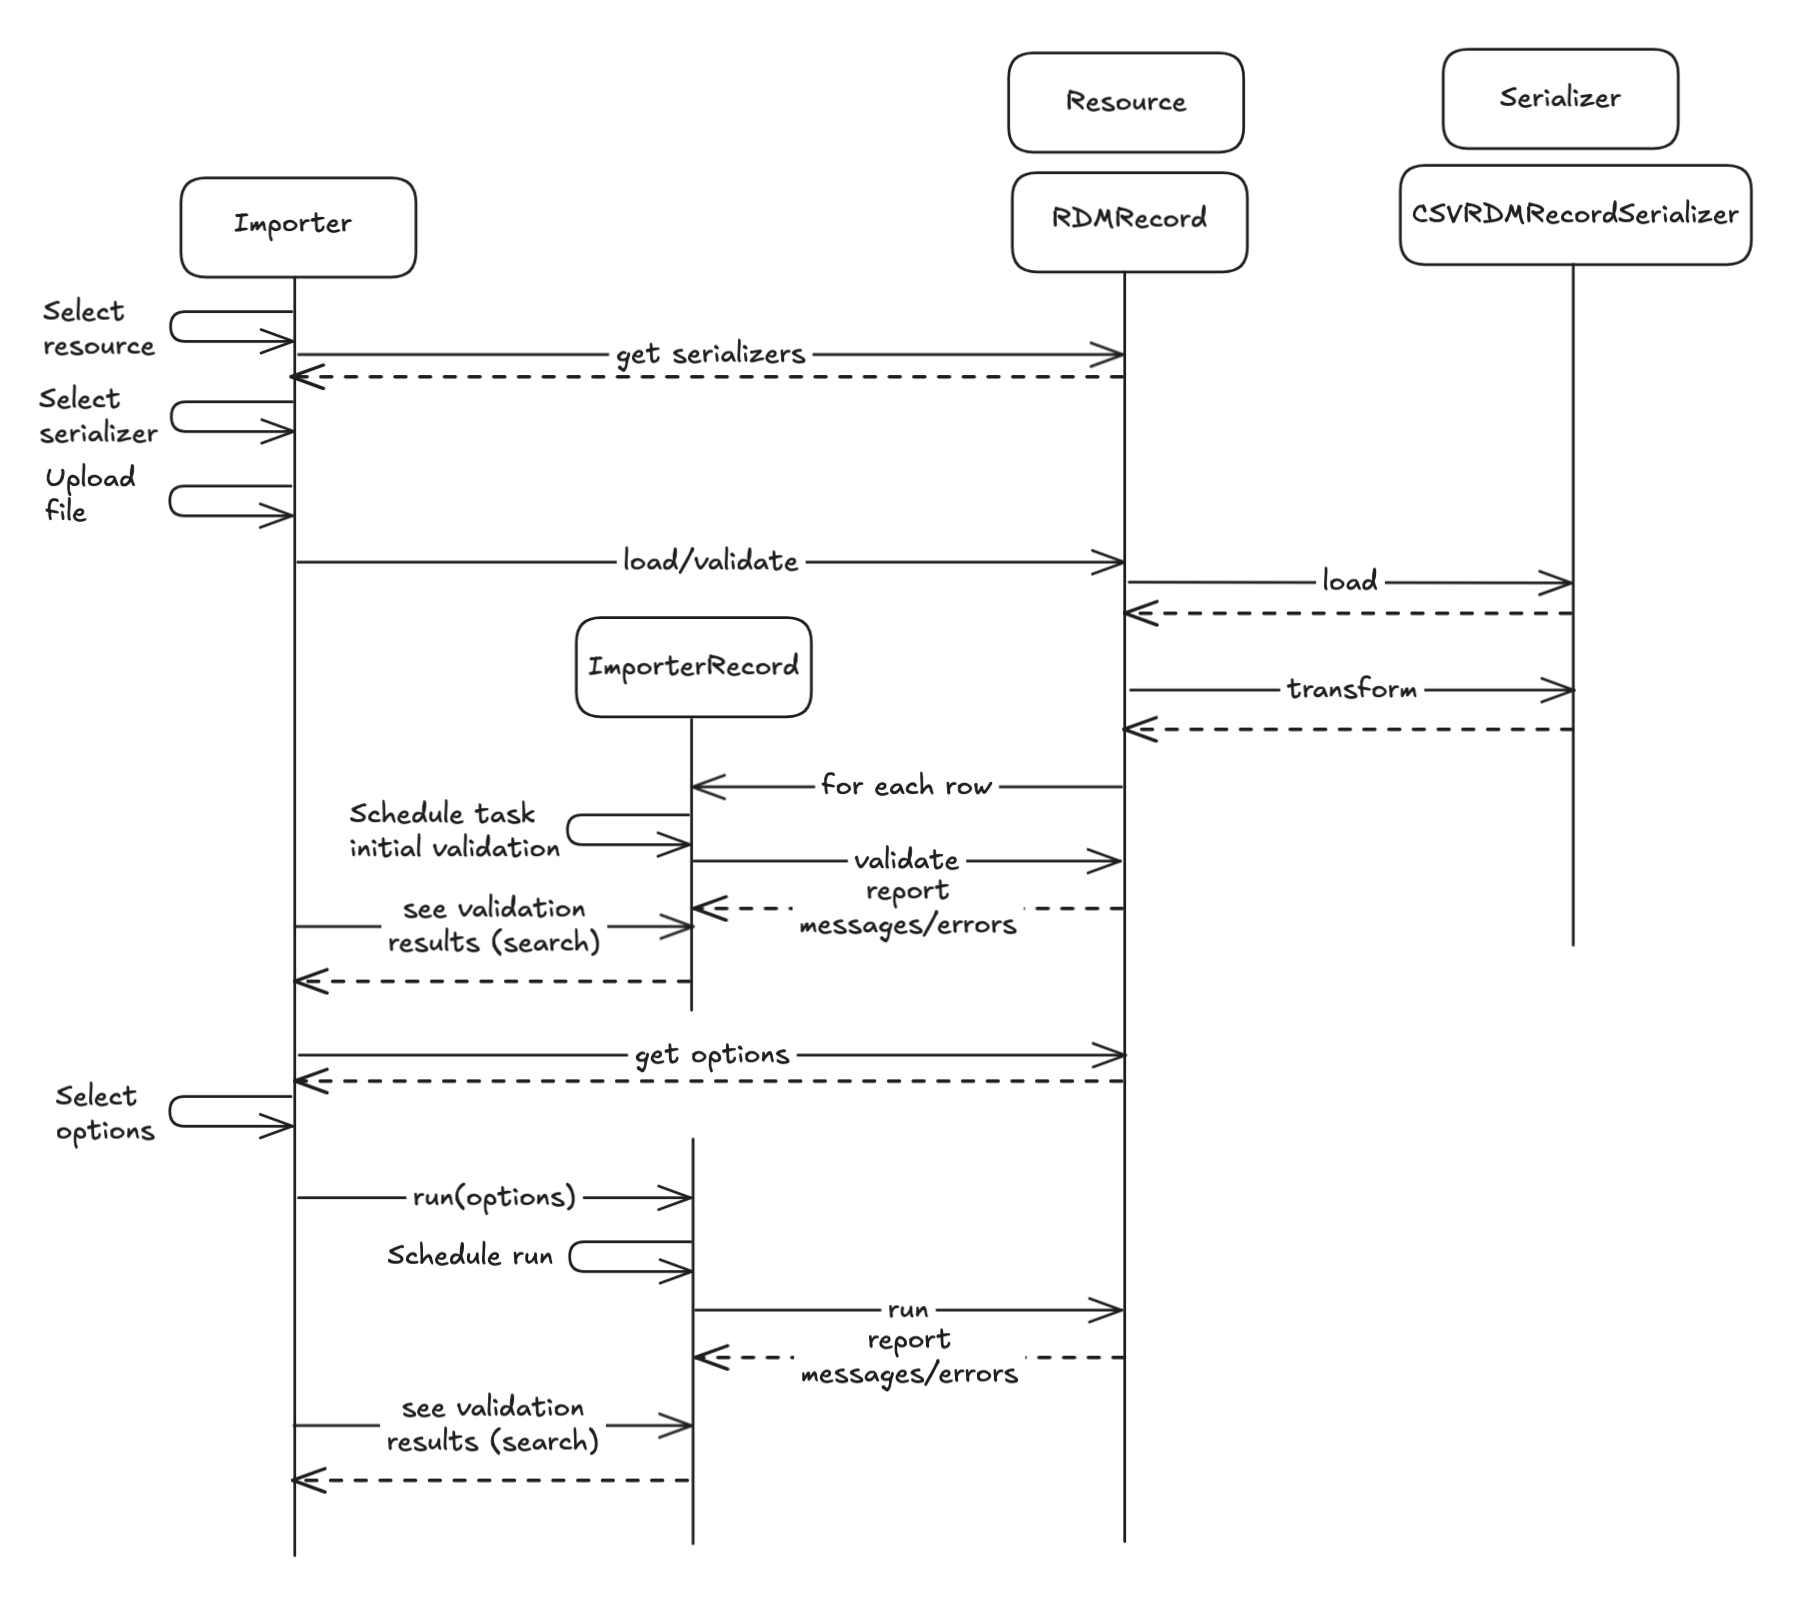 Resource
Serializer
Importer
RDMRecord
CSVRDMRecordSerializer
Select
resource
get serializers
Select
serializer
Upload
file
load/validate
load
ImporterRecord
transform
for each row
Schedule task
initial validation
validate
report
messages/errors
see validation
results (search)
get options
Select
options
run(options)
Schedule run
run
report
messages/errors
see validation
results (search)